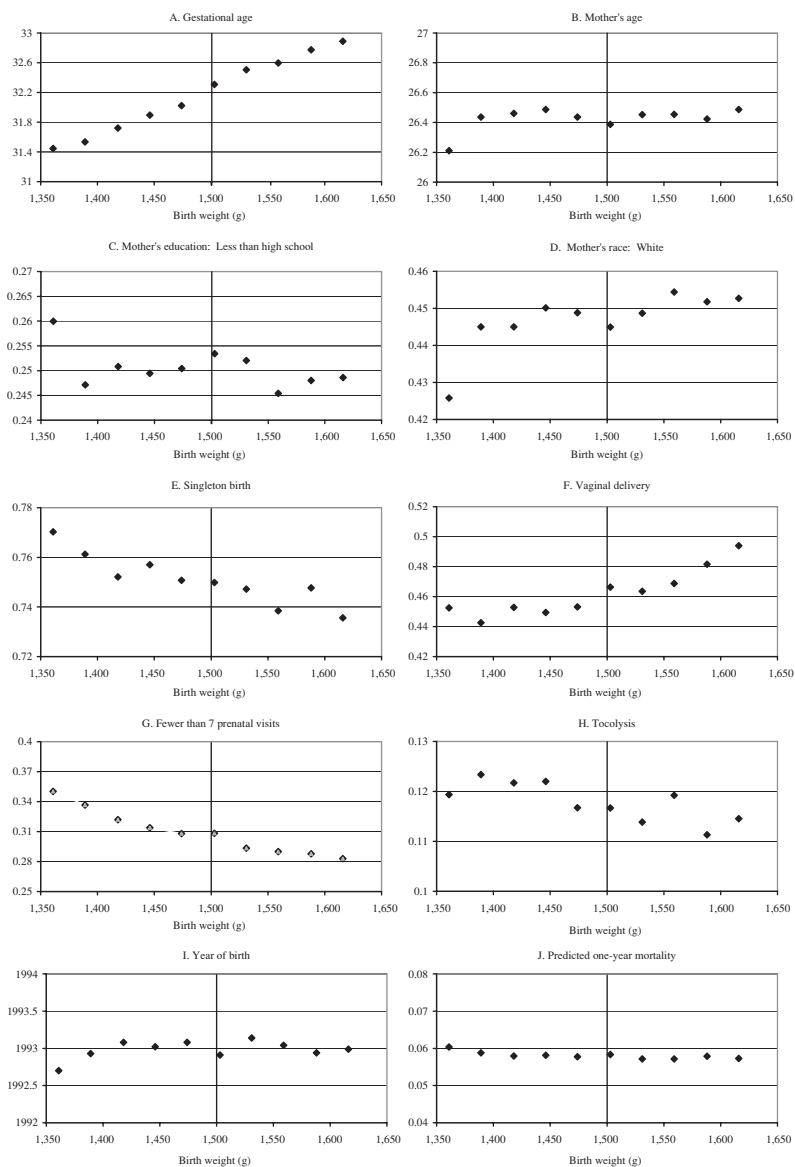 A. Gestational age
33
32.6
32.2
31.8
31.4
31
1,350 1,400 1,450 1,500 1,550 1,600 1,650
Birth weight (g)
B. Mother's age
27
26.8
26.6
26.4
26.2
26
1,350 1,400 1,450 1,500 1,550 1,600 1,650
Birth weight (g)
C. Mother's education: Less than high school
0.27
0.265
0.26
0.255
0.25
0.245
0.24
1,350 1,400 1,450 1,500 1,550 1,600 1,650
Birth weight (g)
D. Mother's race: White
0.46
0.45
0.44
0.43
0.42
1,350 1,400 1,450 1,500 1,550 1,600 1,650
Birth weight (g)
E. Singleton birth
0.78
0.76
0.74
0.72
1,350 1,400 1,450 1,500 1,550 1,600 1,650
Birth weight (g)
F. Vaginal delivery
0.52
0.5
0.48
0.46
0.44
0.42
1,350 1,400 1,450 1,500 1,550 1,600 1,650
Birth weight (g)
G. Fewer than 7 prenatal visits
0.4
0.37
0.34
0.31
0.28
0.25
1,350 1,400 1,450 1,500 1,550 1,600 1,650
Birth weight (g)
H. Tocolysis
0.13
0.12
0.11
0.1
1,350 1,400 1,450 1,500 1,550 1,600 1,650
Birth weight (g)
I. Year of birth
1994
1993.5
1993
1992.5
1992
1,350 1,400 1,450 1,500 1,550 1,600 1,650
Birth weight (g)
J. Predicted one-year mortality
0.08
0.07
0.06
0.05
0.04
1,350 1,400 1,450 1,500 1,550 1,600 1,650
Birth weight (g)